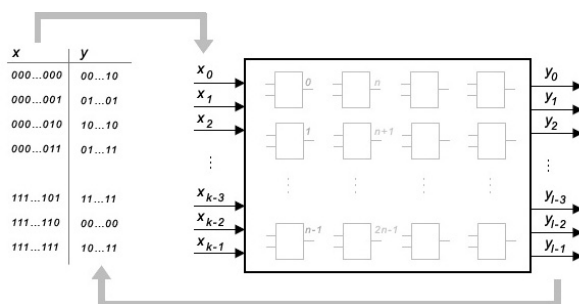 x y
000...000 00...10
000...001 01...01
000...010 10...10
000...011 01...11
111...101 11...11
111...110 00...00
111...111 10...11
x0
x1
x2
...
xk-3
xk-2
xk-1
0 n
1 n+1
n-1 2n-1
y0
y1
y2
...
yl-3
yl-2
yl-1